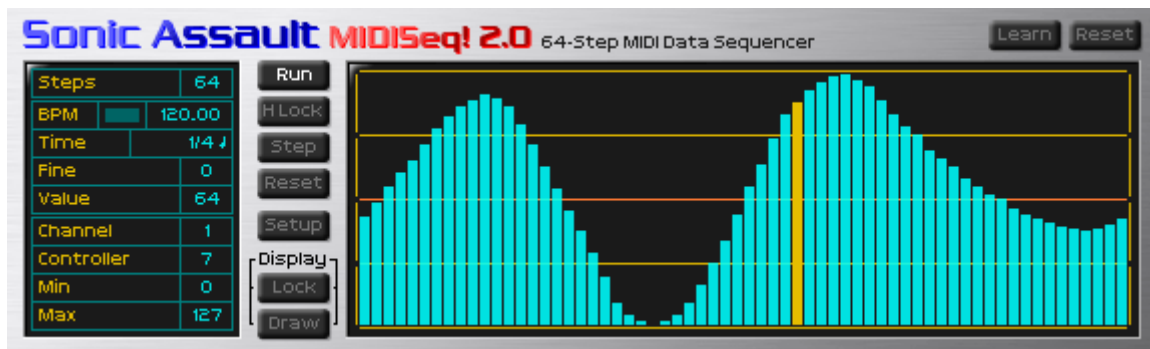 Sonic Assault MIDISeq! 2.0 64-Step MIDI Data Sequencer
Learn Reset
Steps 64
BPM 120.00
Time 1/4 ♩
Fine 0
Value 64
Channel 1
Controller 7
Min 0
Max 127
Run
H Lock
Step
Reset
Setup
Display
Lock
Draw